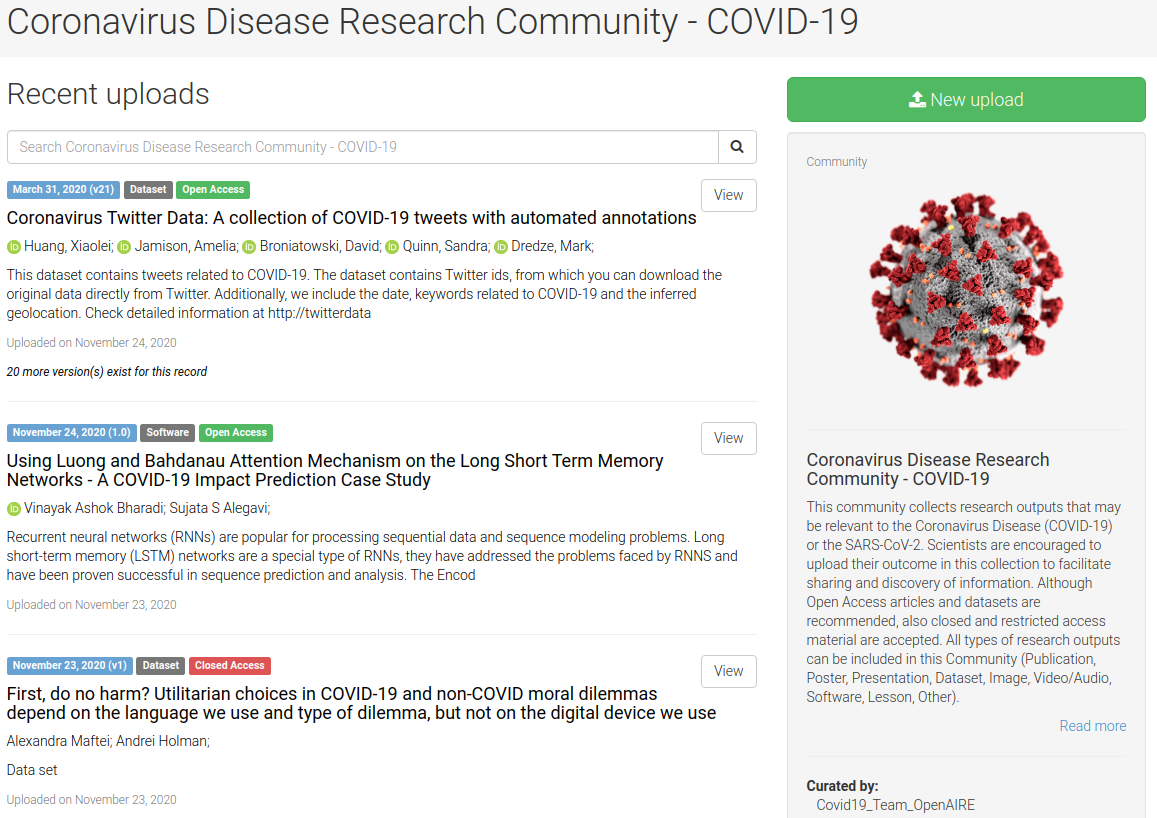 Coronavirus Disease Research Community - COVID-19
Recent uploads
Search Coronavirus Disease Research Community - COVID-19
March 31, 2020 (v21) Dataset Open Access
View
Coronavirus Twitter Data: A collection of COVID-19 tweets with automated annotations
iD Huang, Xiaolei; iD Jamison, Amelia; iD Broniatowski, David; iD Quinn, Sandra; iD Dredze, Mark;
This dataset contains tweets related to COVID-19. The dataset contains Twitter ids, from which you can download the
original data directly from Twitter. Additionally, we include the date, keywords related to COVID-19 and the inferred
geolocation. Check detailed information at http://twitterdata
Uploaded on November 24, 2020
20 more version(s) exist for this record
November 24, 2020 (1.0) Software Open Access
View
Using Luong and Bahdanau Attention Mechanism on the Long Short Term Memory
Networks - A COVID-19 Impact Prediction Case Study
iD Vinayak Ashok Bharadi; Sujata S Alegavi;
Recurrent neural networks (RNNs) are popular for processing sequential data and sequence modeling problems. Long
short-term memory (LSTM) networks are a special type of RNNs, they have addressed the problems faced by RNNS and
have been proven successful in sequence prediction and analysis. The Encod
Uploaded on November 23, 2020
November 23, 2020 (v1) Dataset Closed Access
View
First, do no harm? Utilitarian choices in COVID-19 and non-COVID moral dilemmas
depend on the language we use and type of dilemma, but not on the digital device we use
Alexandra Maftei; Andrei Holman;
Data set
Uploaded on November 23, 2020
New upload
Community
Coronavirus Disease Research
Community - COVID-19
This community collects research outputs that may
be relevant to the Coronavirus Disease (COVID-19)
or the SARS-CoV-2. Scientists are encouraged to
upload their outcome in this collection to facilitate
sharing and discovery of information. Although
Open Access articles and datasets are
recommended, also closed and restricted access
material are accepted. All types of research outputs
can be included in this Community (Publication,
Poster, Presentation, Dataset, Image, Video/Audio,
Software, Lesson, Other).
Read more
Curated by:
Covid19_Team_OpenAIRE